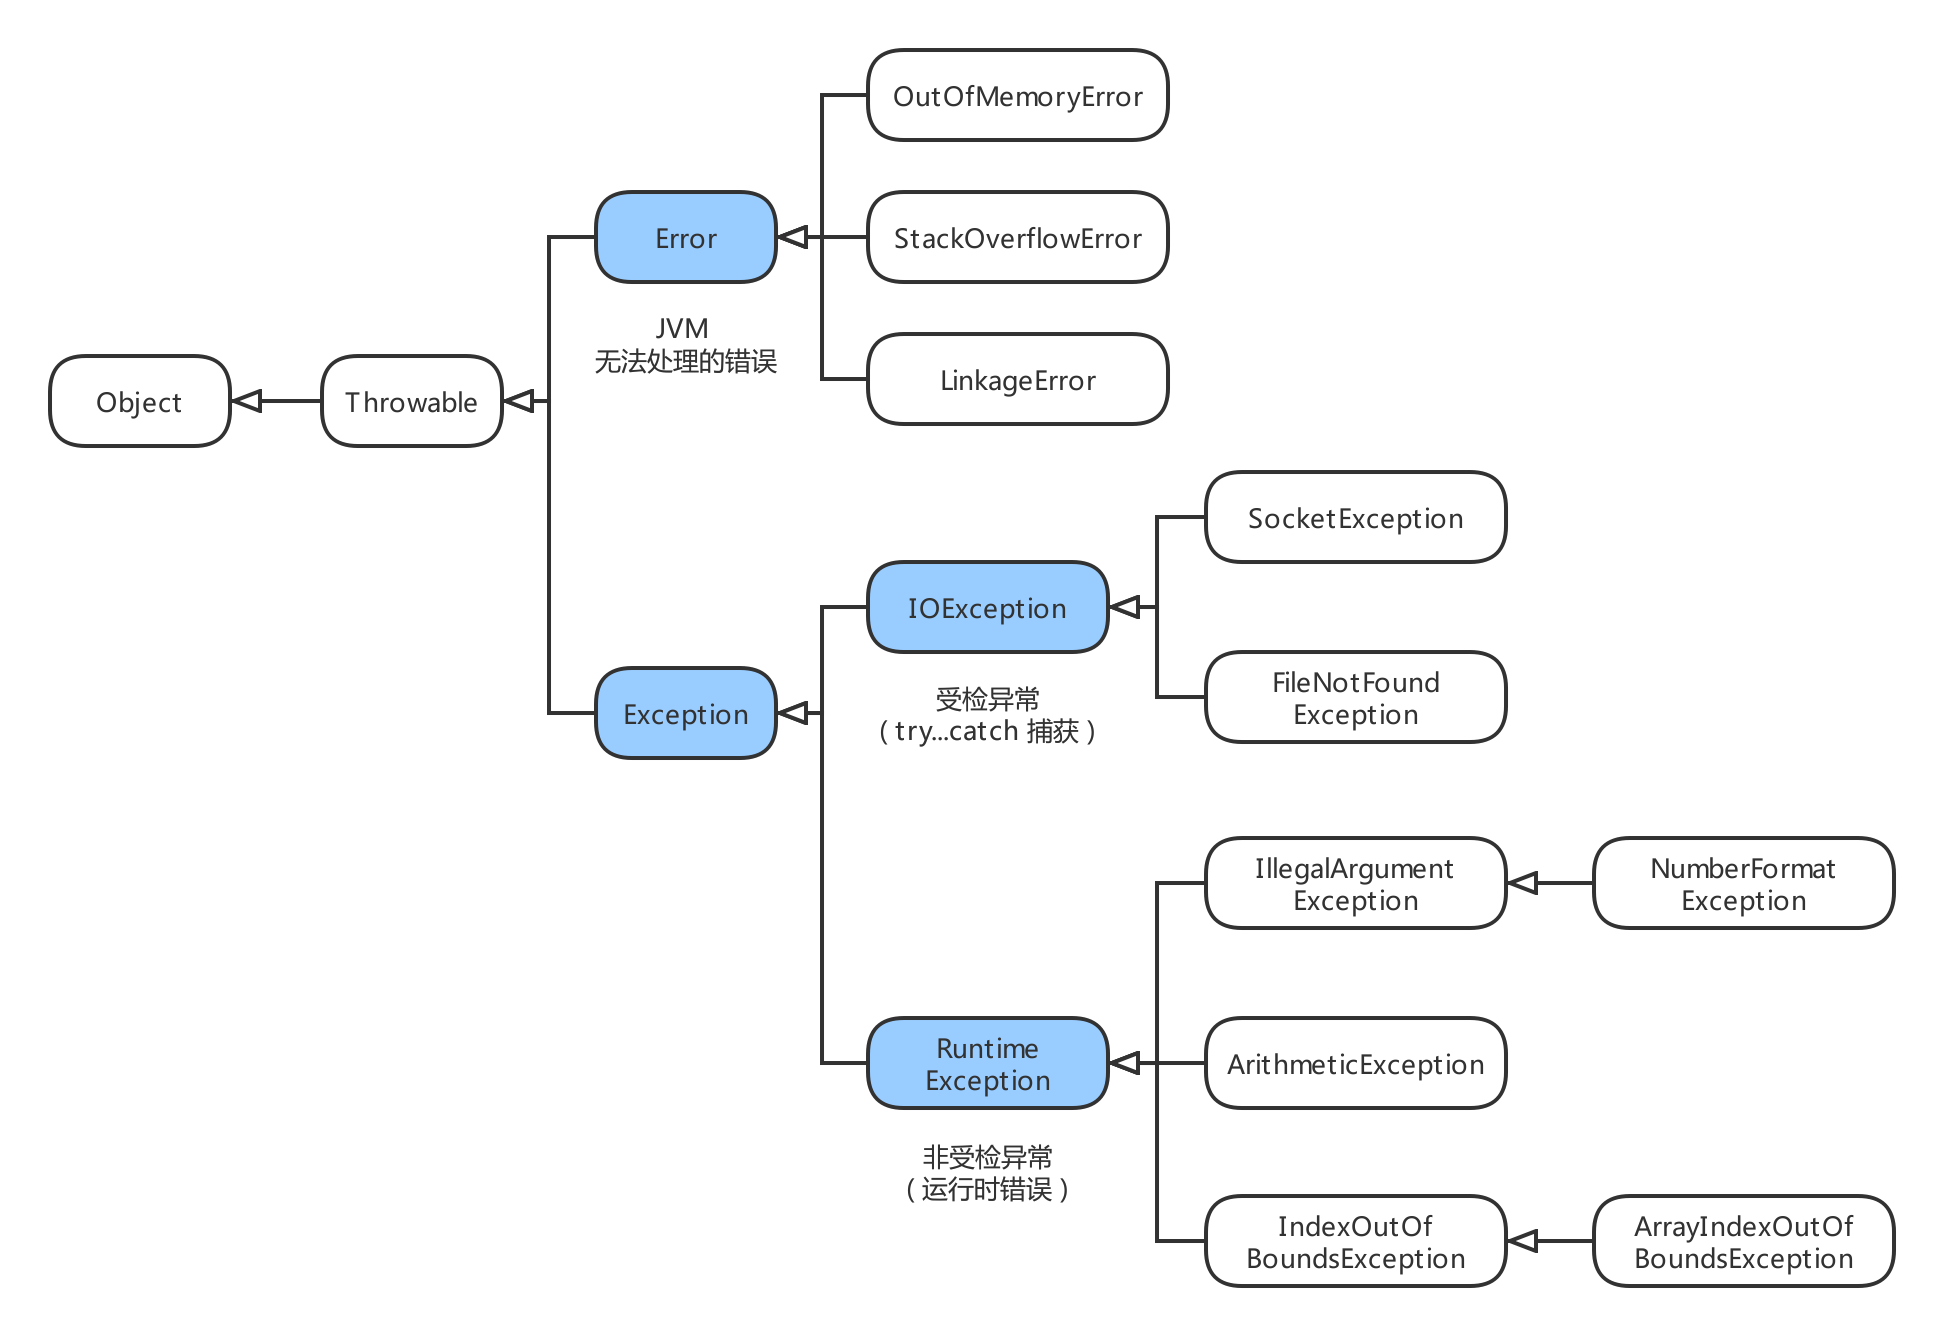 OutOfMemoryError
Error
StackOverflowError
JVM
无法处理的错误
LinkageError
Object
Throwable
SocketException
IOException
FileNotFound
Exception
Exception
受检异常
( try...catch 捕获 )
IllegalArgument
Exception
NumberFormat
Exception
Runtime
Exception
ArithmeticException
非受检异常
( 运行时错误 )
IndexOutOf
BoundsException
ArrayIndexOutOf
BoundsException